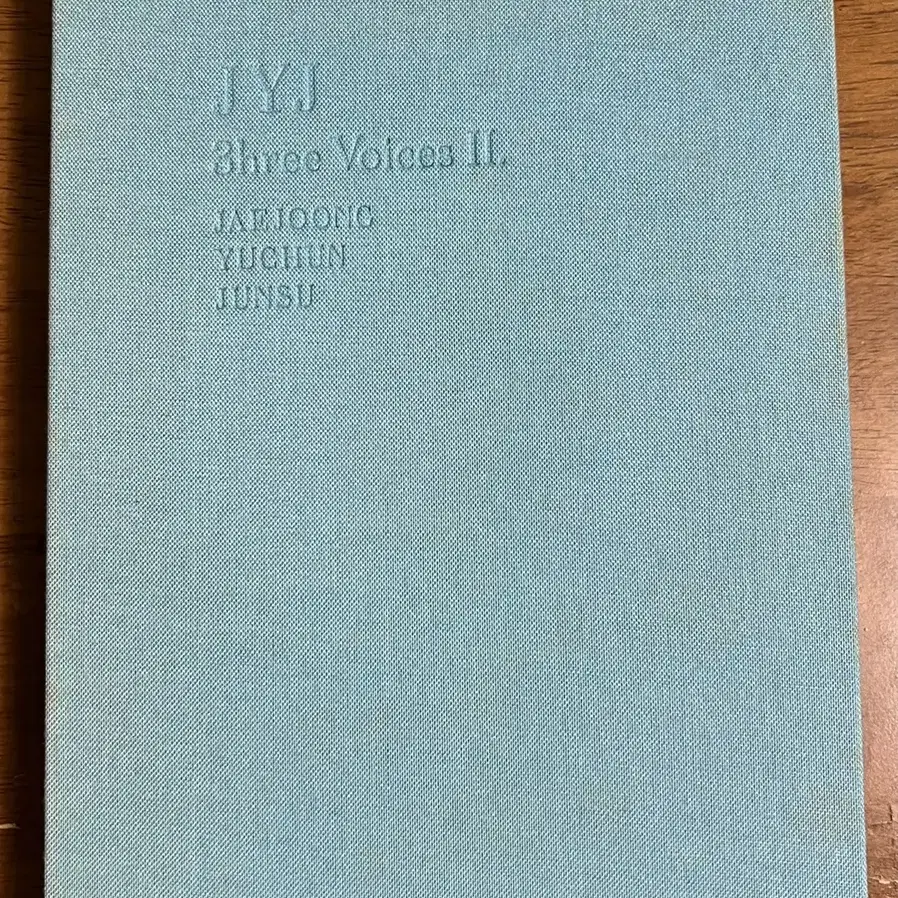 JYJ
3hree Voices II.
JAEJOONG
YUCHUN
JUNSU